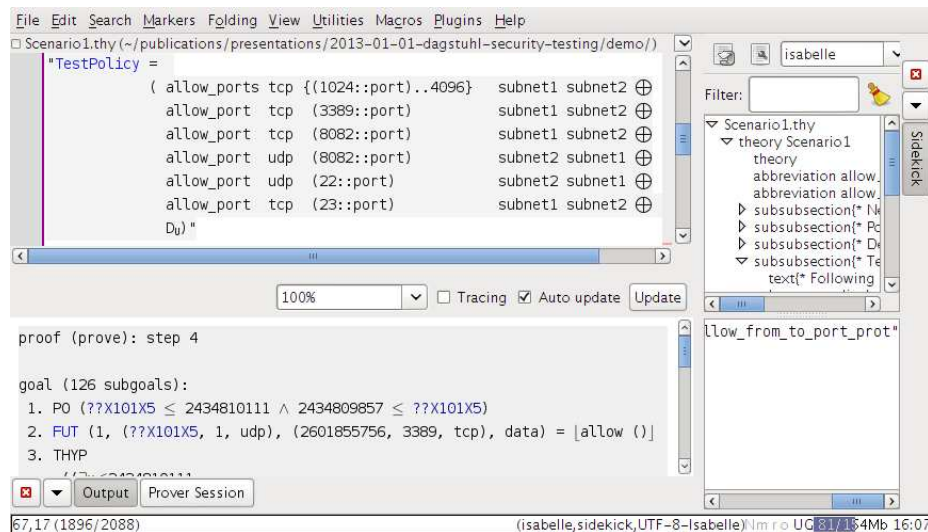 File Edit Search Markers Folding View Utilities Macros Plugins Help
Scenario1.thy (~/publications/presentations/2013-01-01-dagstuhl-security-testing/demo/)
"TestPolicy =
( allow_ports tcp {(1024::port)..4096} subnet1 subnet2 ⊕
allow_port tcp (3389::port) subnet1 subnet2 ⊕
allow_port tcp (8082::port) subnet1 subnet2 ⊕
allow_port udp (8082::port) subnet2 subnet1 ⊕
allow_port udp (22::port) subnet2 subnet1 ⊕
allow_port tcp (23::port) subnet1 subnet2 ⊕
D_U)"
100% Tracing Auto update Update
proof (prove): step 4
goal (126 subgoals):
1. PO (??X101X5 ≤ 2434810111 ∧ 2434809857 ≤ ??X101X5)
2. FUT (1, (??X101X5, 1, udp), (2601855756, 3389, tcp), data) = ⌊allow ()⌋
3. THYP
Output Prover Session
67,17 (1896/2088) (isabelle,sidekick,UTF-8-Isabelle) N m r o UG 81/154Mb 16:07
isabelle
Filter:
Scenario1.thy
theory Scenario1
theory
abbreviation allow_
abbreviation allow_
subsubsection{* Ne
subsubsection{* Po
subsubsection{* De
subsubsection{* Te
text{* Following
llow_from_to_port_prot"
Sidekick